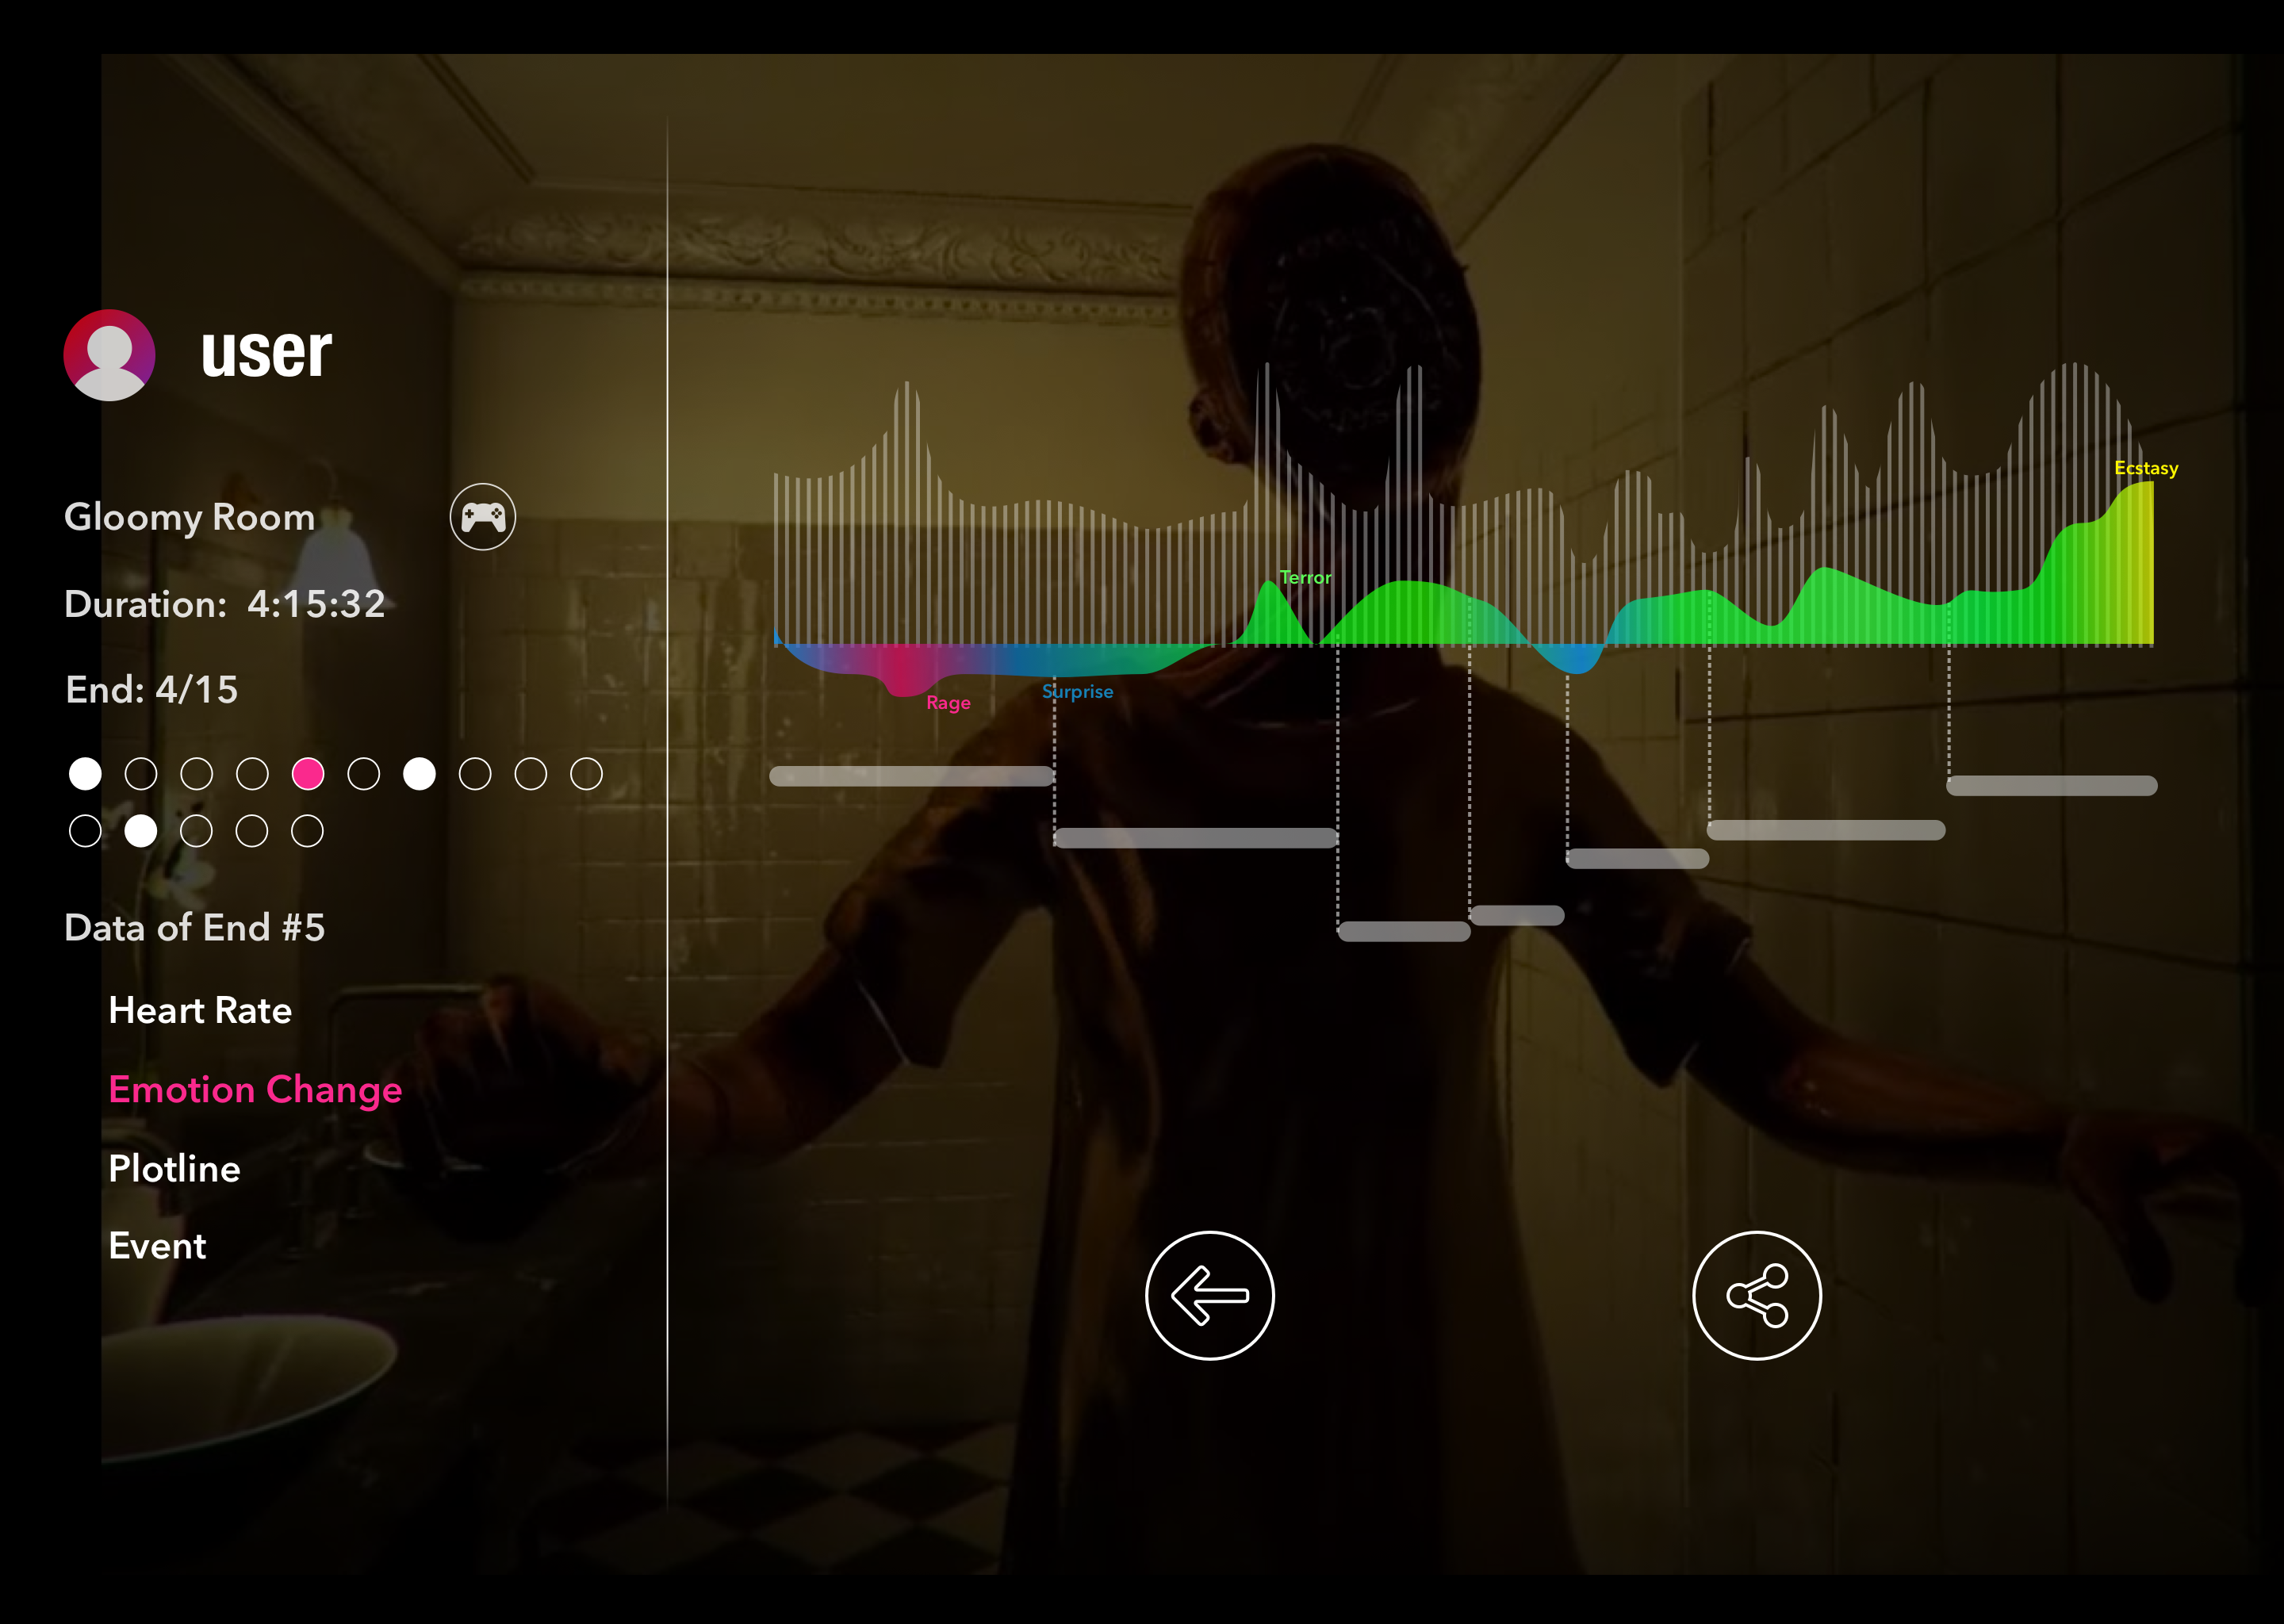 user
Gloomy Room
Duration: 4:15:32
End: 4/15
Data of End #5
Heart Rate
Emotion Change
Plotline
Event
Ecstasy
Terror
Surprise
Rage